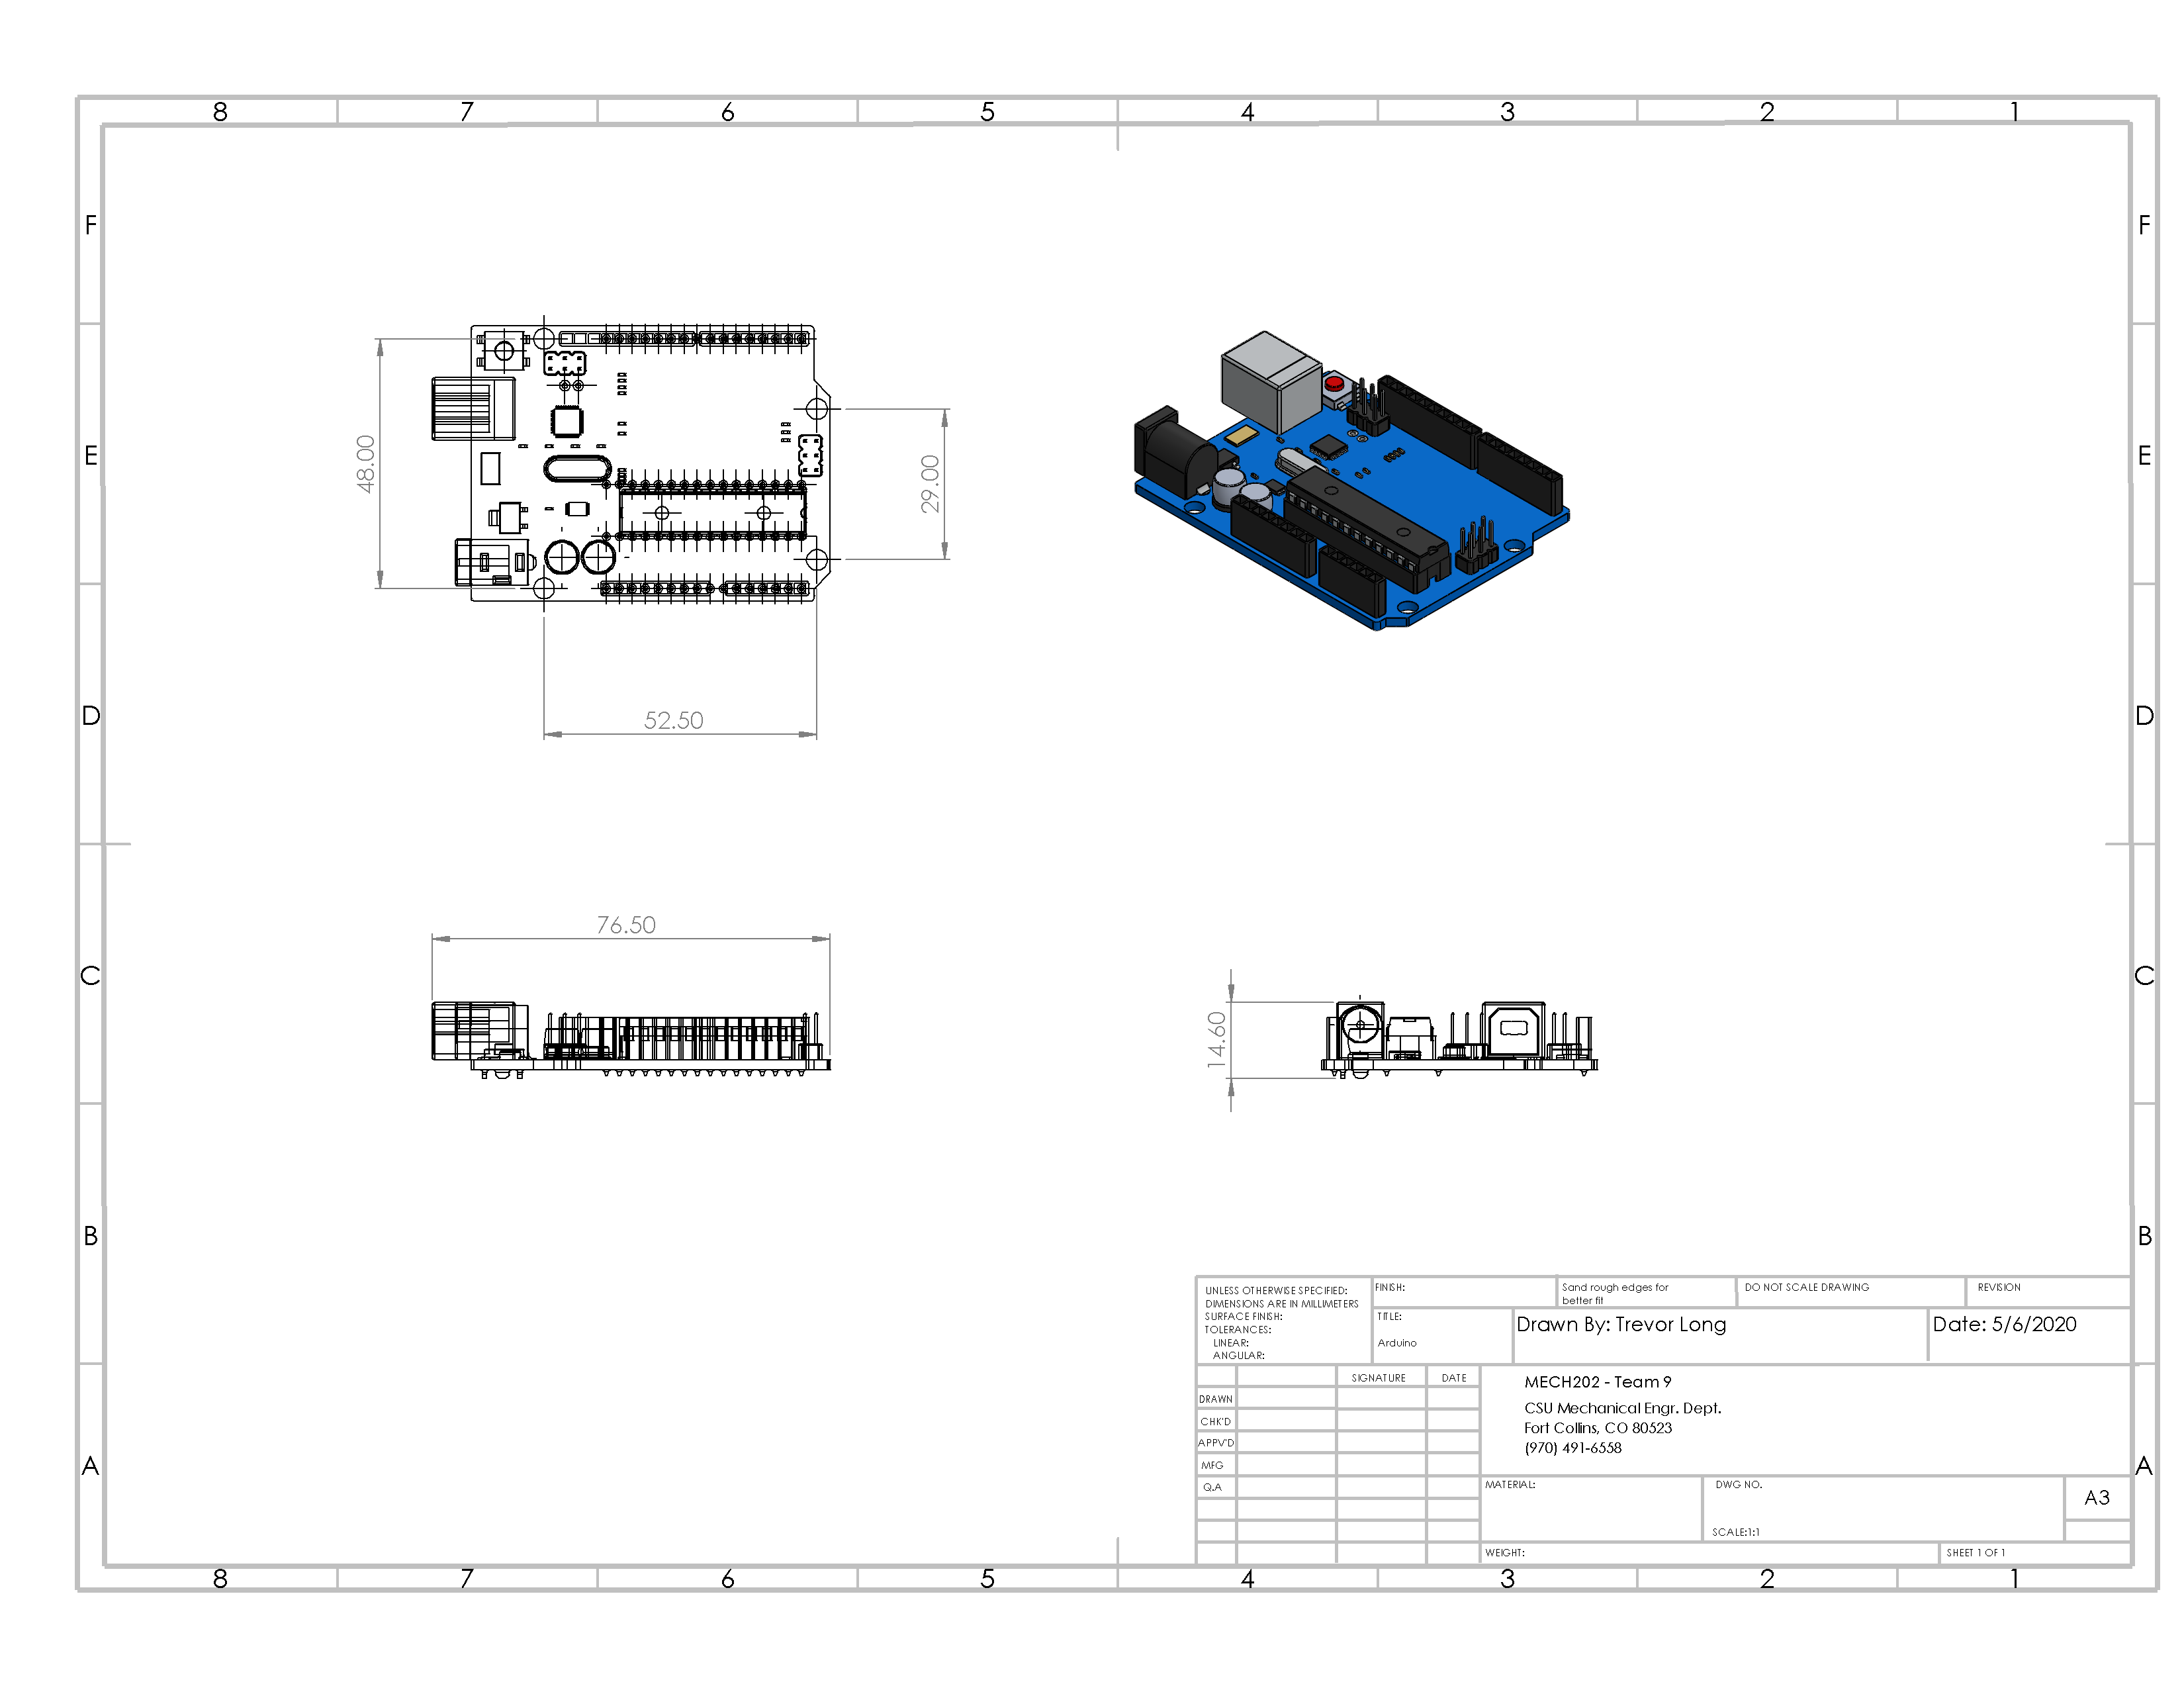 8 7 6 5 4 3 2 1
F F
E E
D D
C C
B B
A A
48.00
29.00
52.50
76.50
14.60
UNLESS OTHERWISE SPECIFIED:
DIMENSIONS ARE IN MILLIMETERS
SURFACE FINISH:
TOLERANCES:
LINEAR:
ANGULAR:
FINISH:
Sand rough edges for
better fit
DO NOT SCALE DRAWING
REVISION
TITLE:
Arduino
Drawn By: Trevor Long
Date: 5/6/2020
SIGNATURE
DATE
DRAWN
CHK'D
APPV'D
MFG
Q.A
MECH202 - Team 9
CSU Mechanical Engr. Dept.
Fort Collins, CO 80523
(970) 491-6558
MATERIAL:
DWG NO.
A3
SCALE:1:1
WEIGHT:
SHEET 1 OF 1
8 7 6 5 4 3 2 1